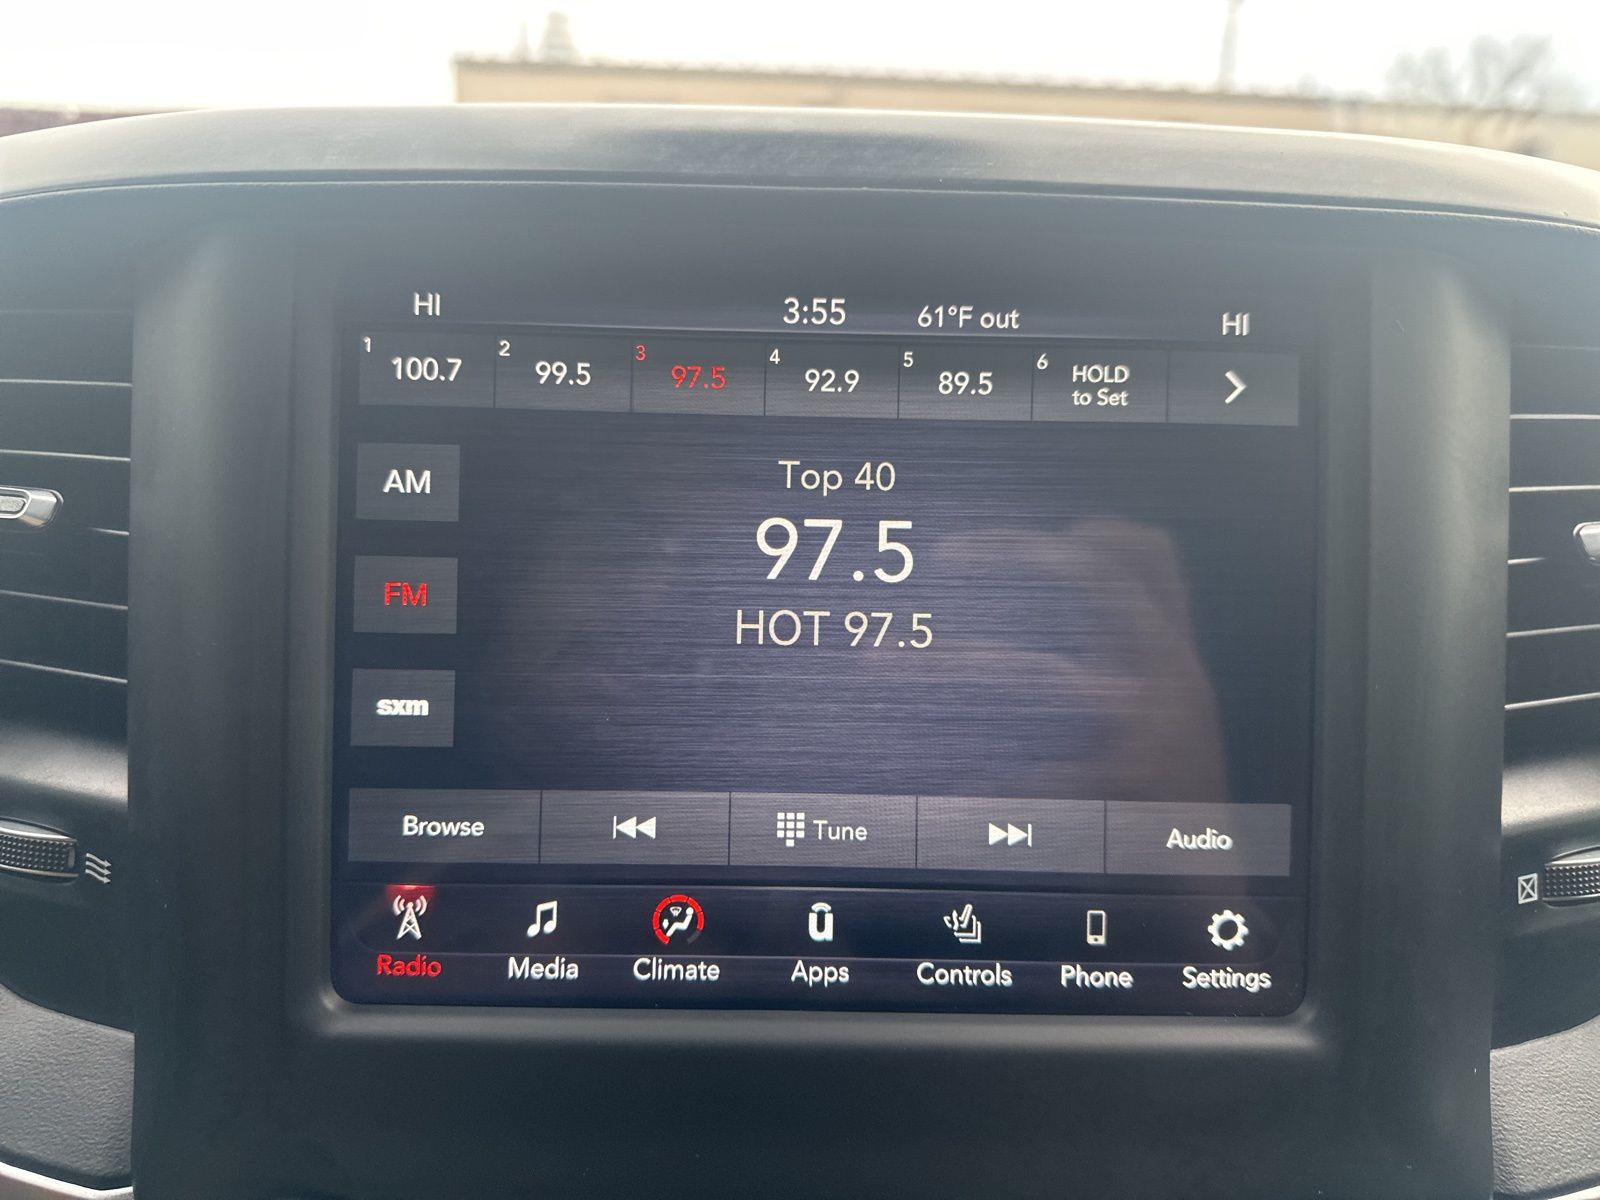 HI 3:55 61°F out HI
1 100.7 2 99.5 3 97.5 4 92.9 5 89.5 6 HOLD
to Set
AM
Top 40
97.5
FM
HOT 97.5
sxm
Browse Tune Audio
Radio Media Climate Apps Controls Phone Settings